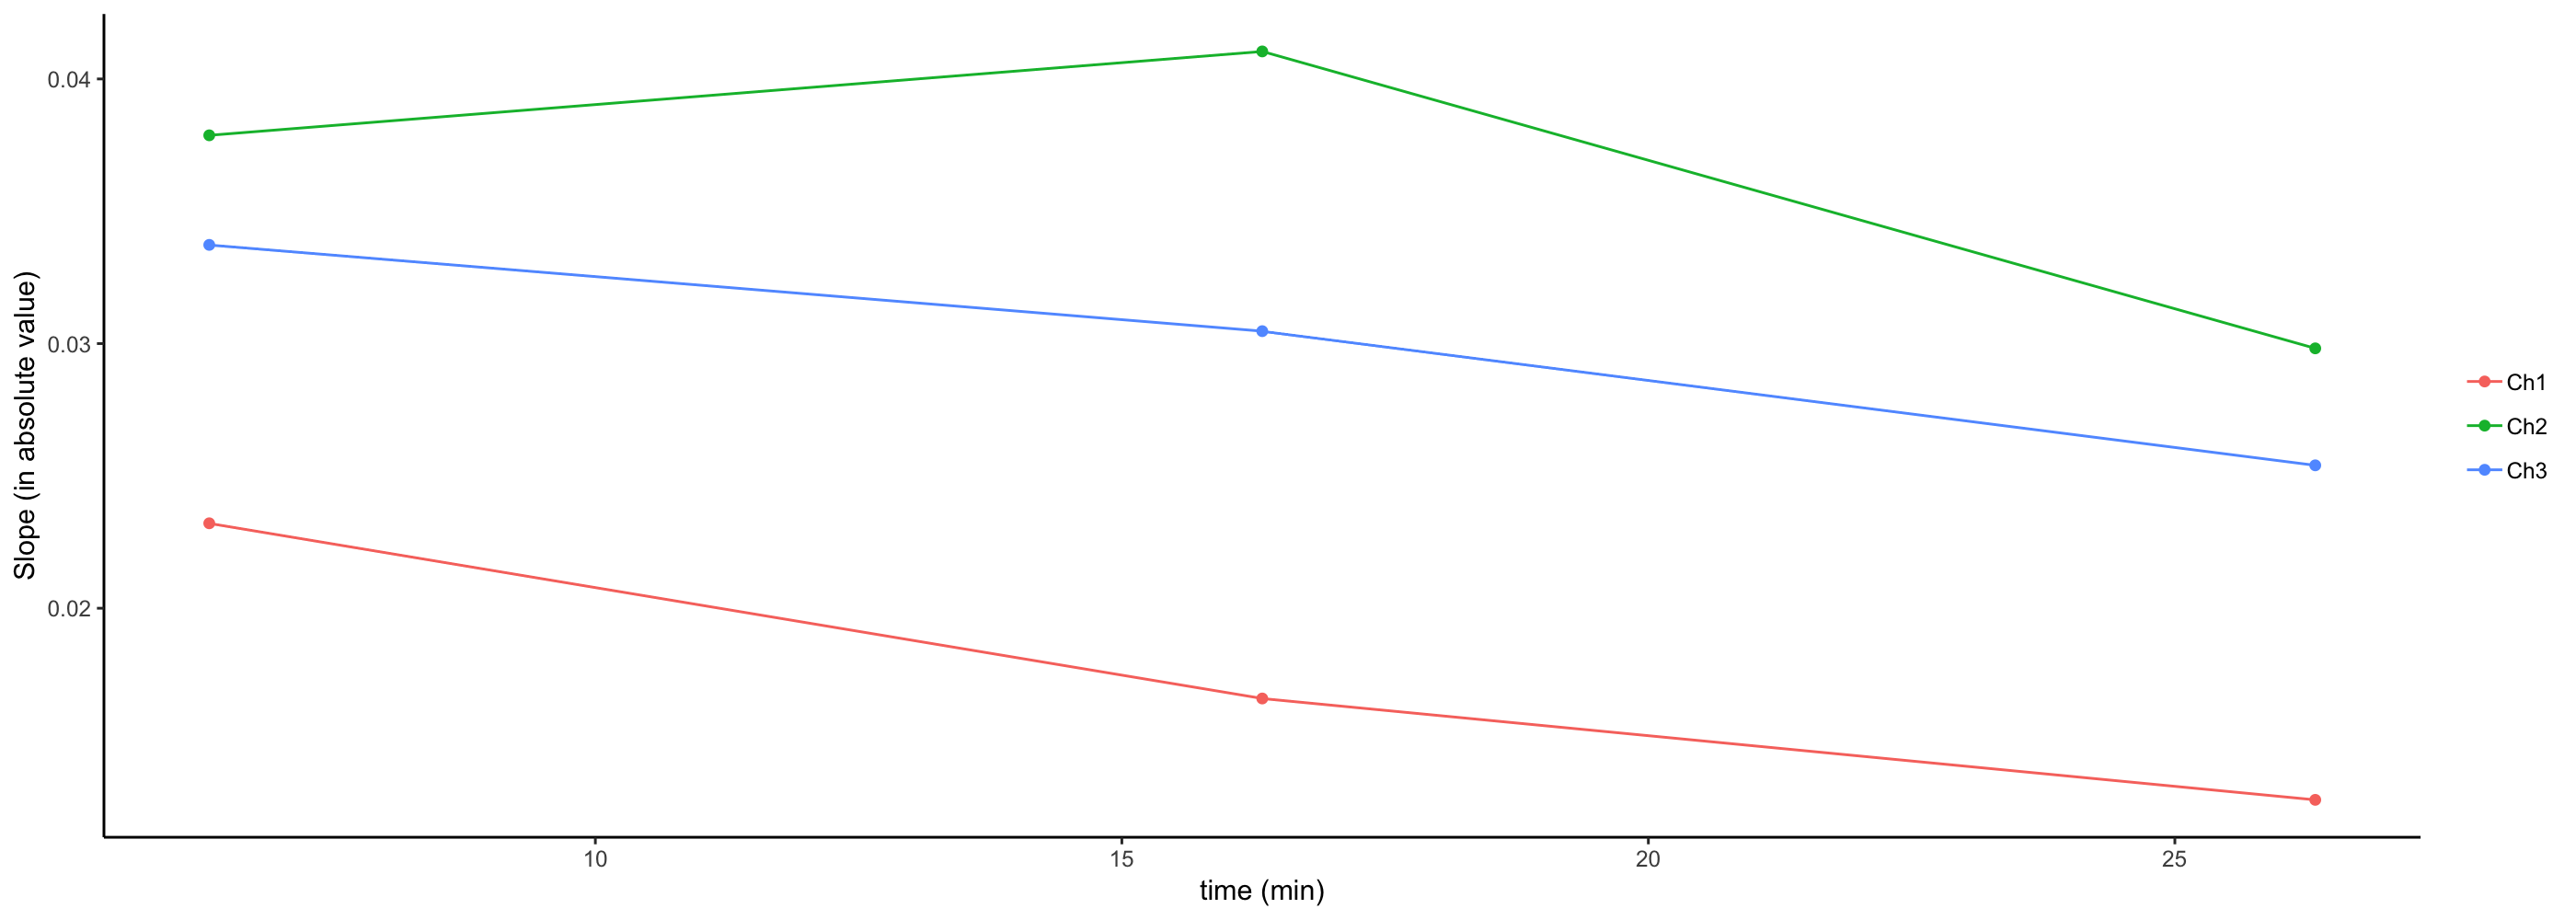 Slope (in absolute value)
0.04
0.03
0.02
10
15
20
25
time (min)
Ch1
Ch2
Ch3